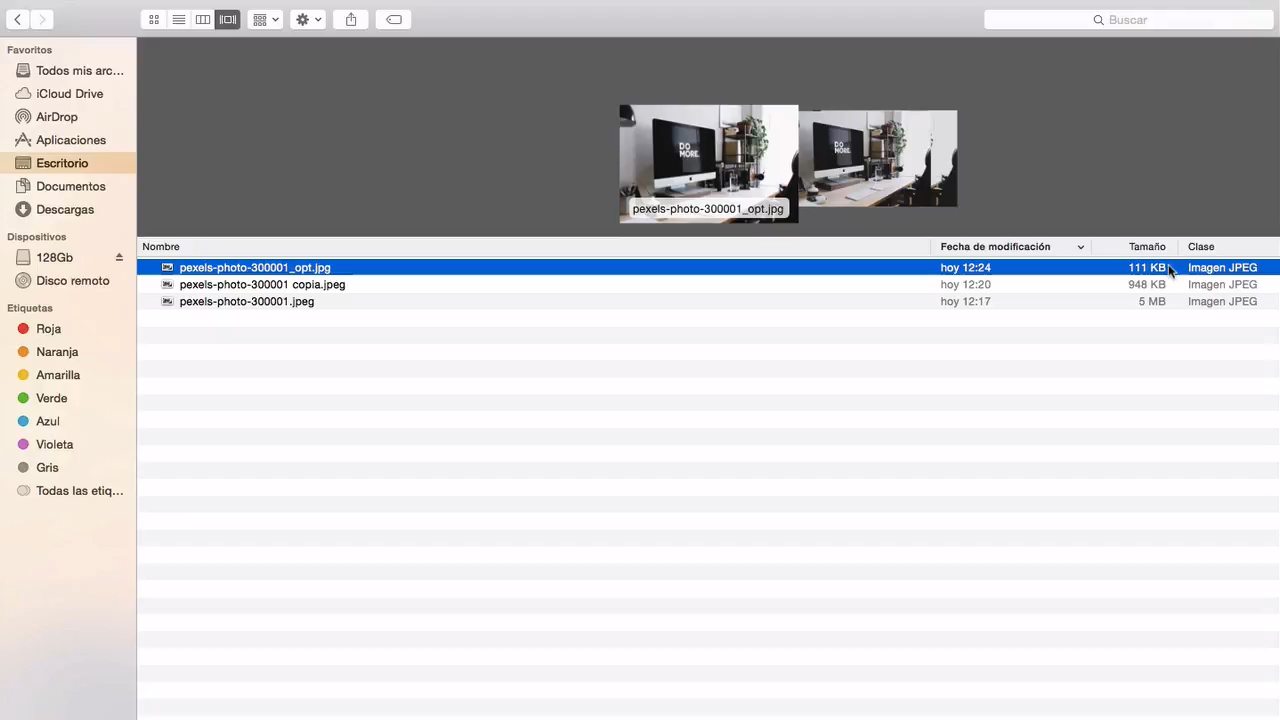 Buscar
Favoritos
Todos mis arc...
iCloud Drive
AirDrop
Aplicaciones
Escritorio
Documentos
Descargas
Dispositivos
128Gb
Disco remoto
Etiquetas
Roja
Naranja
Amarilla
Verde
Azul
Violeta
Gris
Todas las etiq...
DO
MORE.
DO
MORE.
pexels-photo-300001_opt.jpg
Nombre Fecha de modificación Tamaño Clase
pexels-photo-300001_opt.jpg hoy 12:24 111 KB Imagen JPEG
pexels-photo-300001 copia.jpeg hoy 12:20 948 KB Imagen JPEG
pexels-photo-300001.jpeg hoy 12:17 5 MB Imagen JPEG